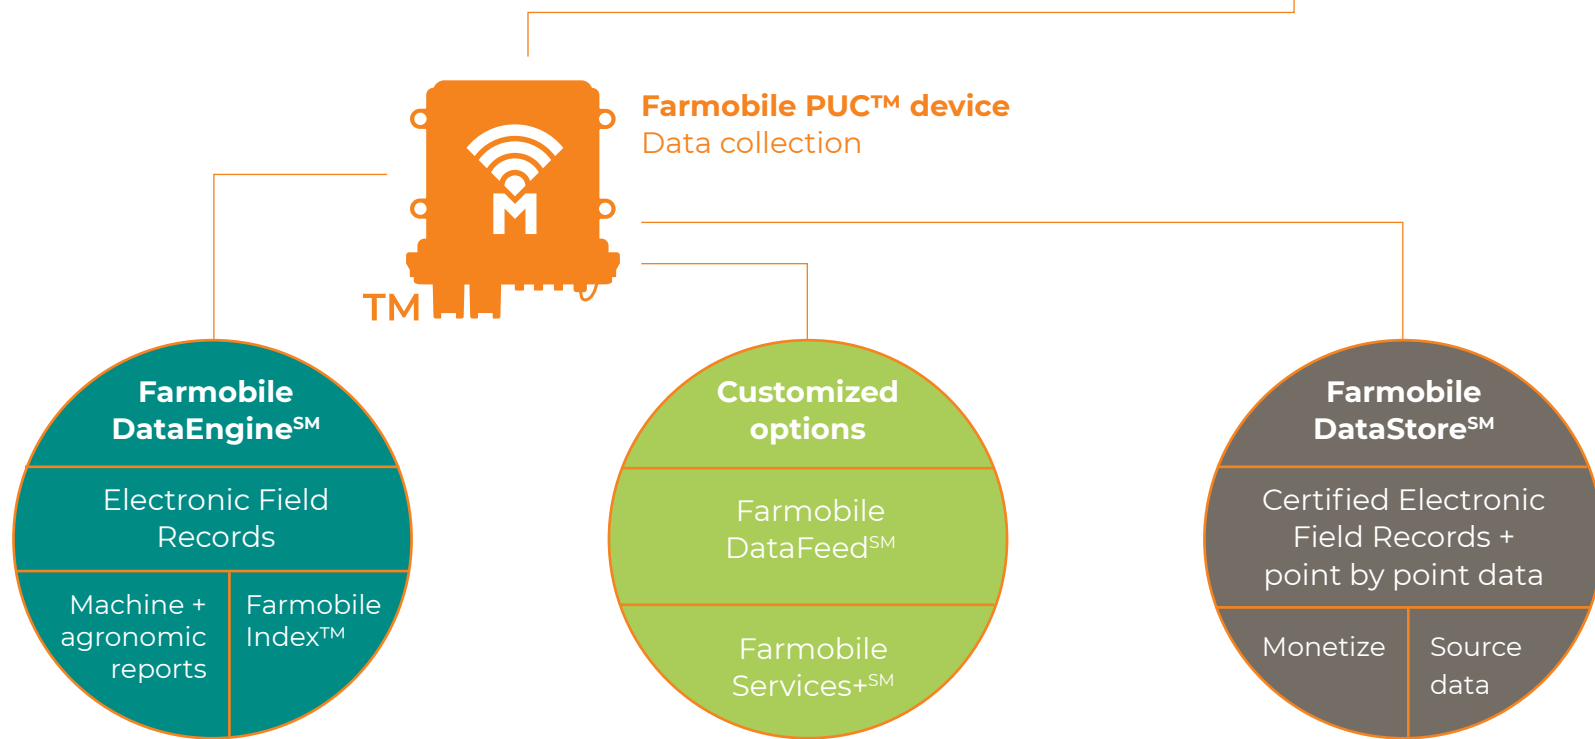 Farmobile PUC™ device
Data collection
M
TM
Farmobile
DataEngine℠
Electronic Field
Records
Machine +
agronomic
reports
Farmobile
Index™
Customized
options
Farmobile
DataFeed℠
Farmobile
Services+℠
Farmobile
DataStore℠
Certified Electronic
Field Records +
point by point data
Monetize
Source
data